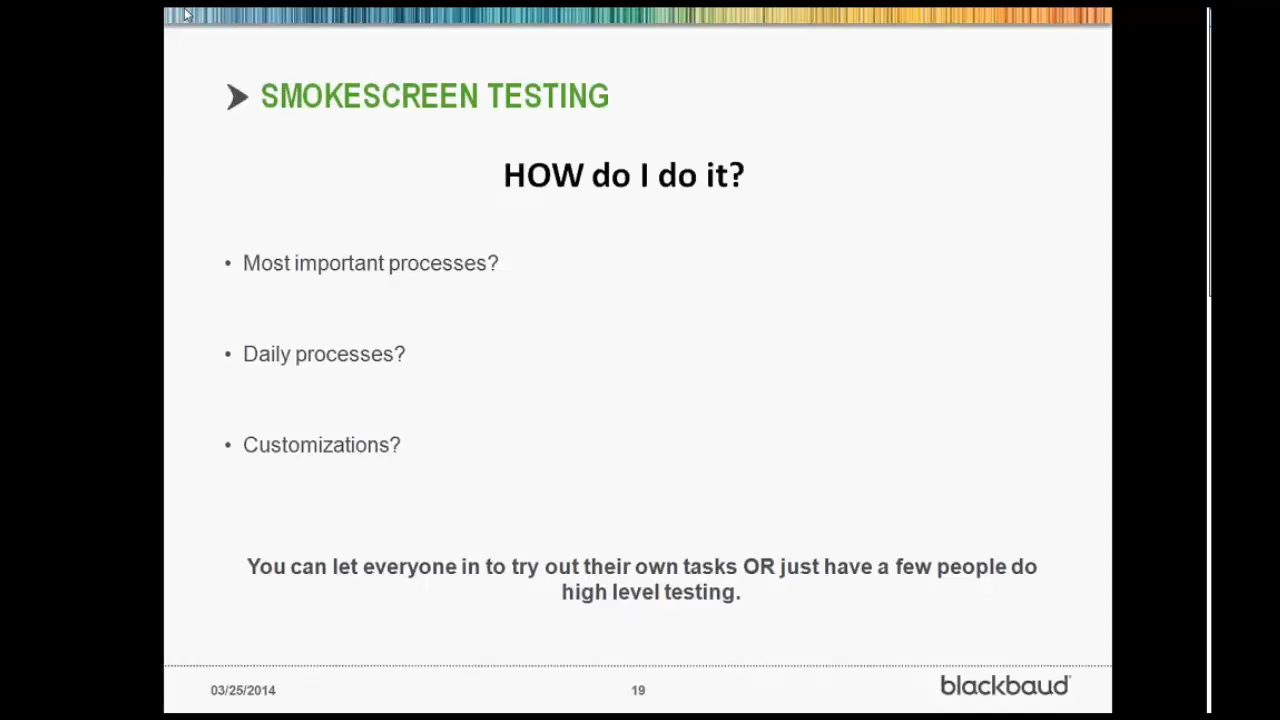 SMOKESCREEN TESTING
HOW do I do it?
• Most important processes?
• Daily processes?
• Customizations?
You can let everyone in to try out their own tasks OR just have a few people do
high level testing.
03/25/2014
19
blackbaud®